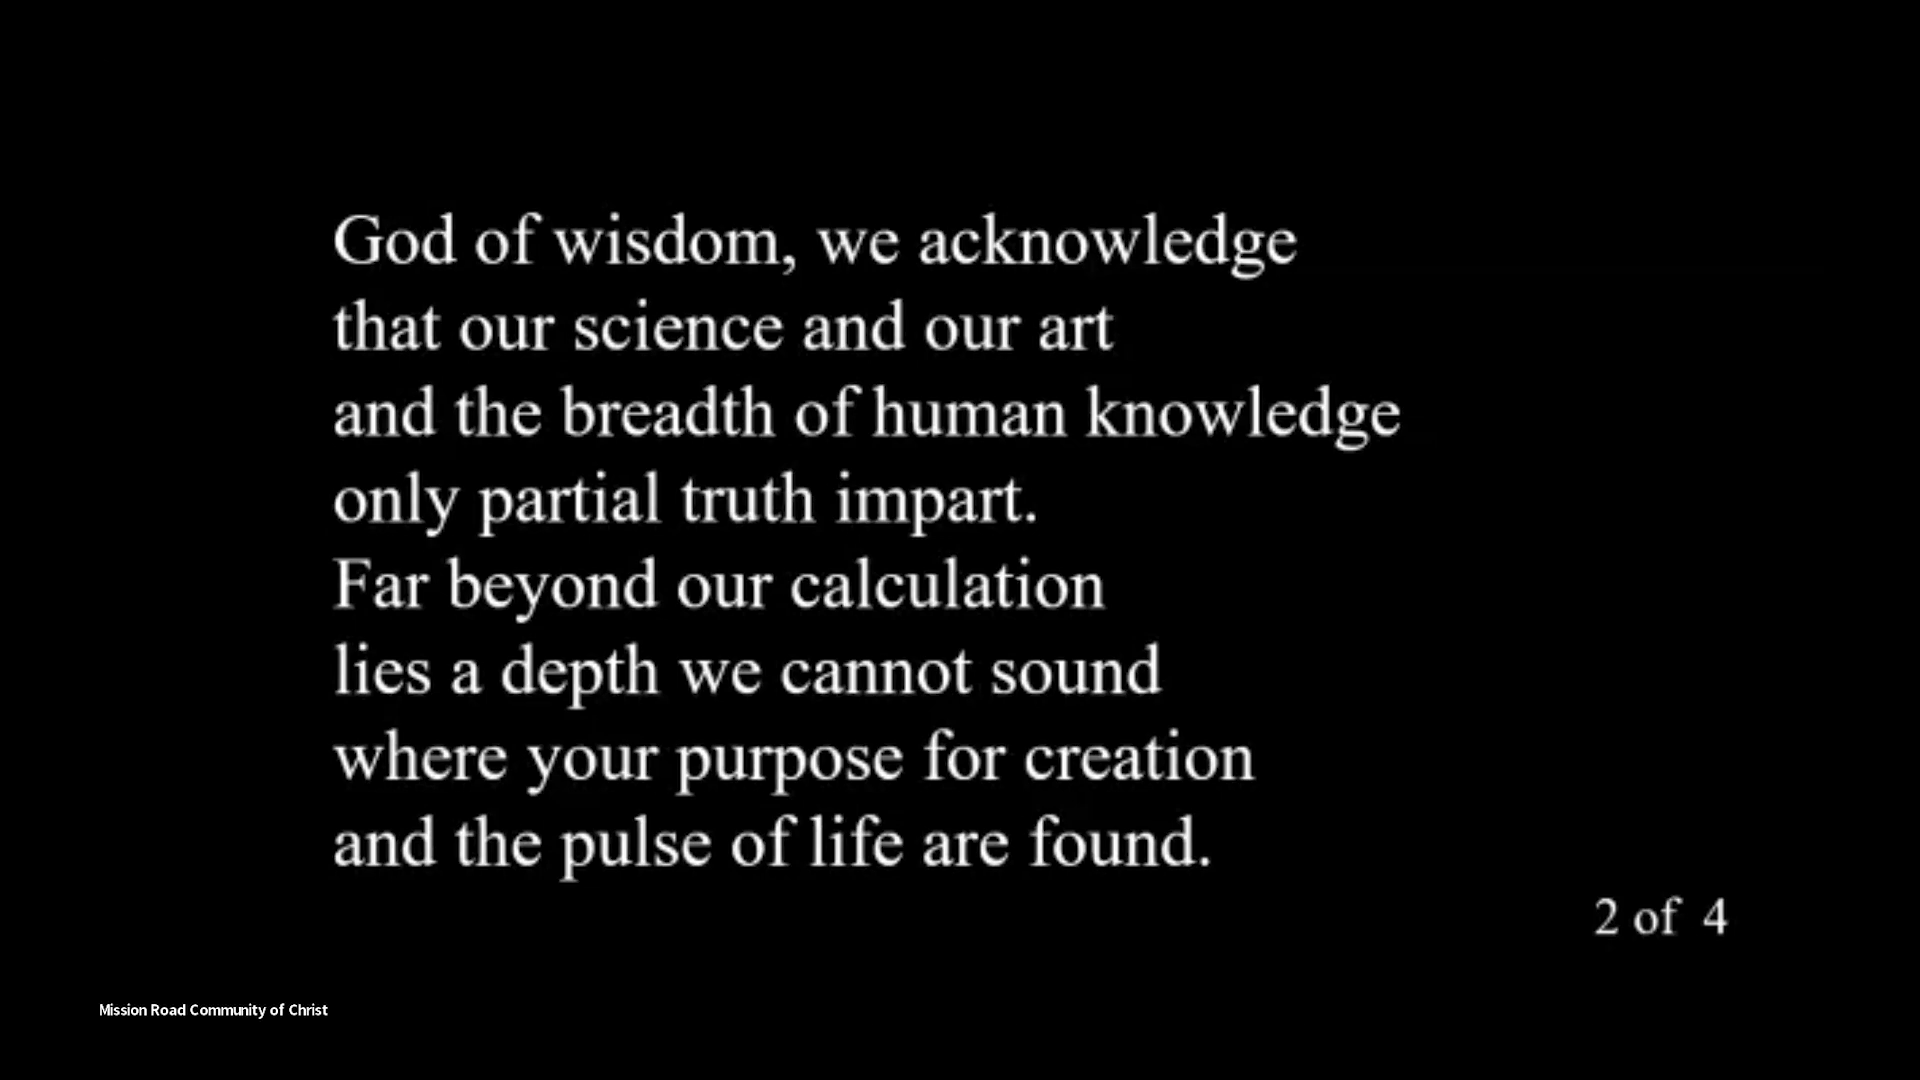 God of wisdom, we acknowledge
that our science and our art
and the breadth of human knowledge
only partial truth impart.
Far beyond our calculation
lies a depth we cannot sound
where your purpose for creation
and the pulse of life are found.
2 of 4
Mission Road Community of Christ